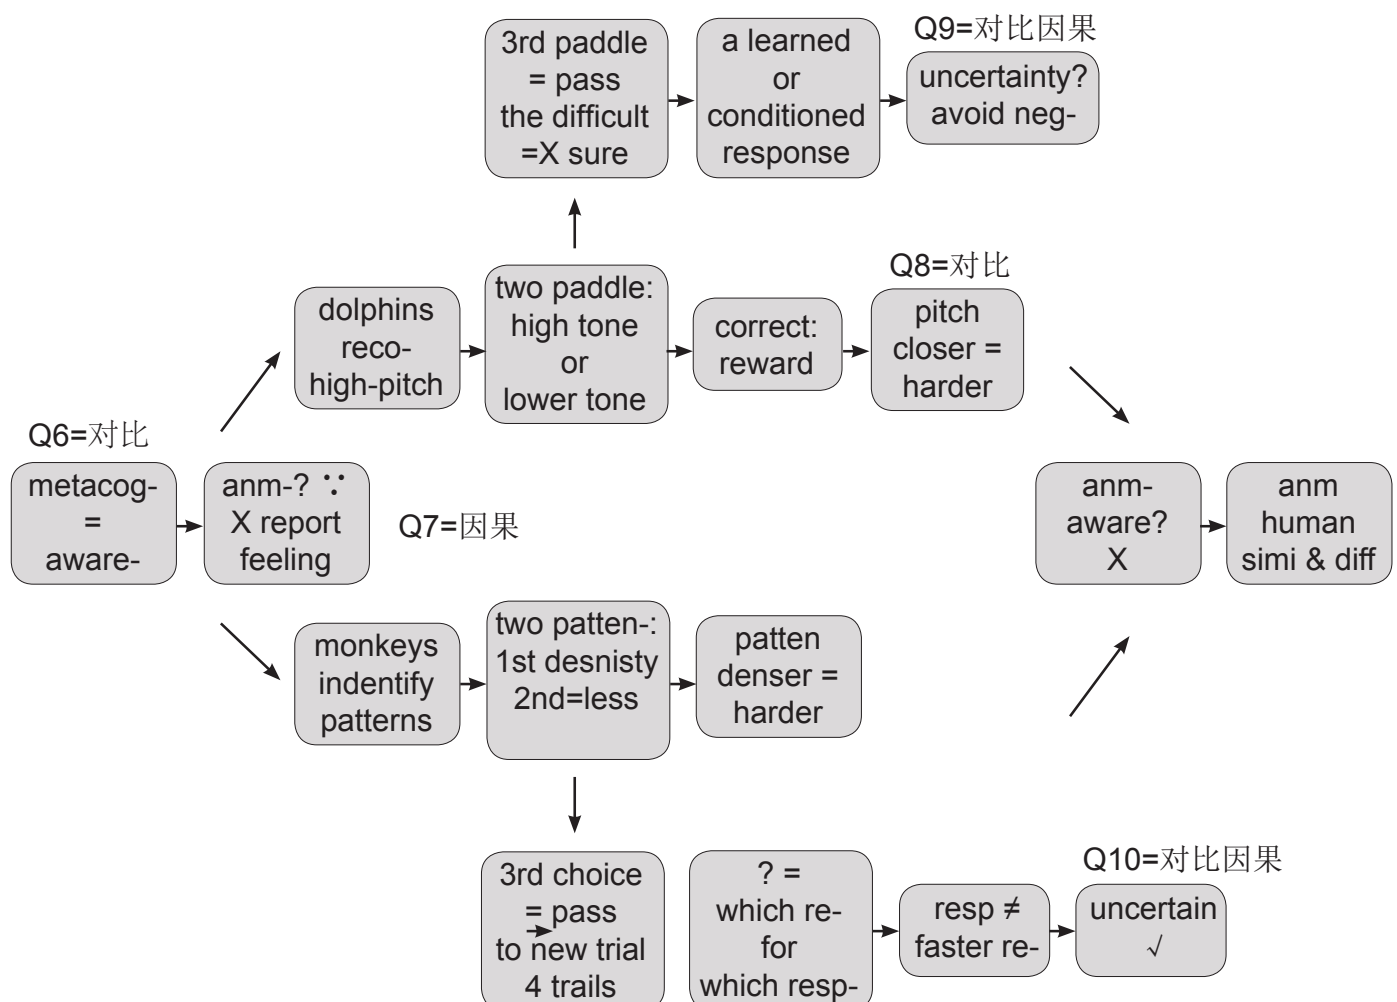 3rd paddle
= pass
the difficult
=X sure
a learned
or
conditioned
response
Q9=对比因果
uncertainty?
avoid neg-
dolphins
reco-
high-pitch
two paddle:
high tone
or
lower tone
correct:
reward
Q8=对比
pitch
closer =
harder
Q6=对比
metacog-
=
aware-
anm-? ∵
X report
feeling
Q7=因果
anm-
aware?
X
anm
human
simi & diff
monkeys
indentify
patterns
two patten-:
1st desnisty
2nd=less
patten
denser =
harder
3rd choice
= pass
to new trial
4 trails
? =
which re-
for
which resp-
resp ≠
faster re-
Q10=对比因果
uncertain
√